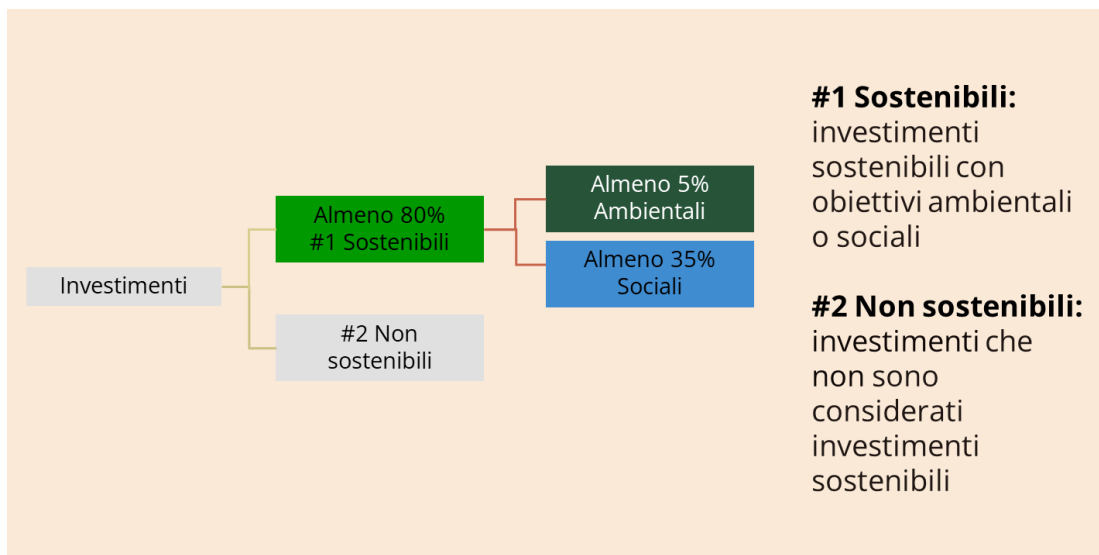 Investimenti
Almeno 80%
#1 Sostenibili
#2 Non
sostenibili
Almeno 5%
Ambientali
Almeno 35%
Sociali
#1 Sostenibili:
investimenti
sostenibili con
obiettivi ambientali
o sociali
#2 Non sostenibili:
investimenti che
non sono
considerati
investimenti
sostenibili